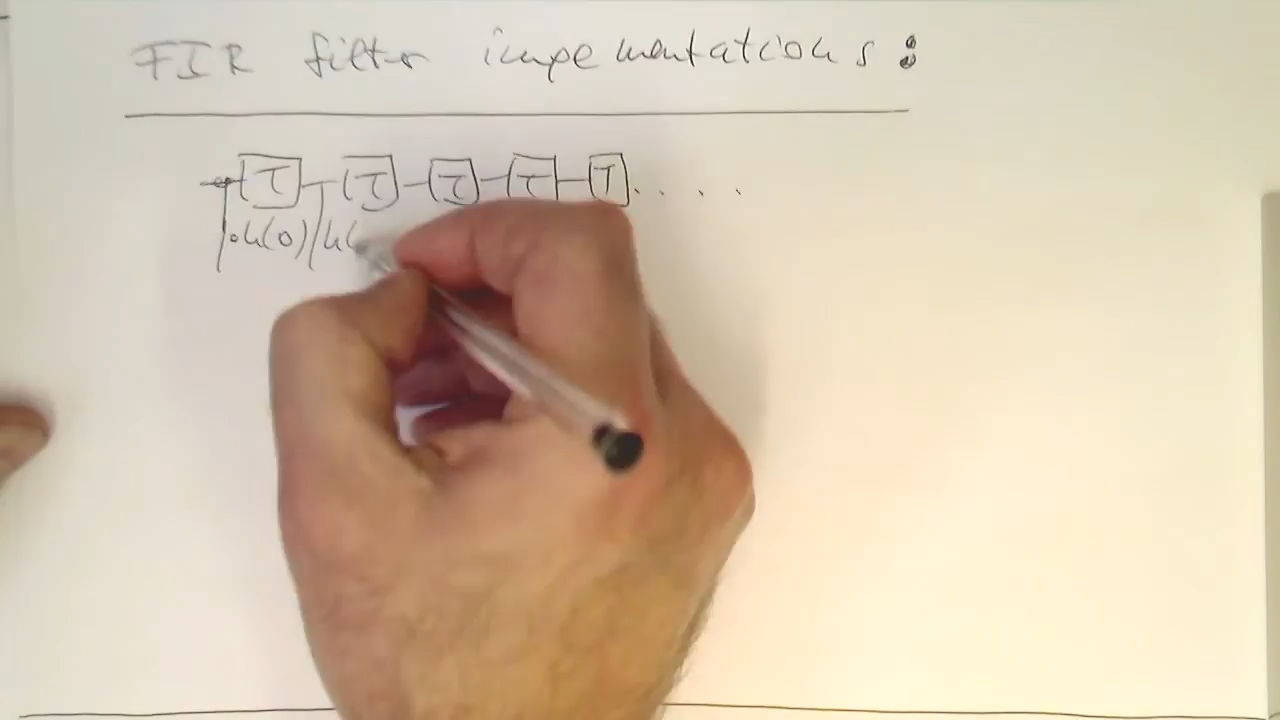 FIR filter impementations:
T T T T T . . . .
.h(0) h(